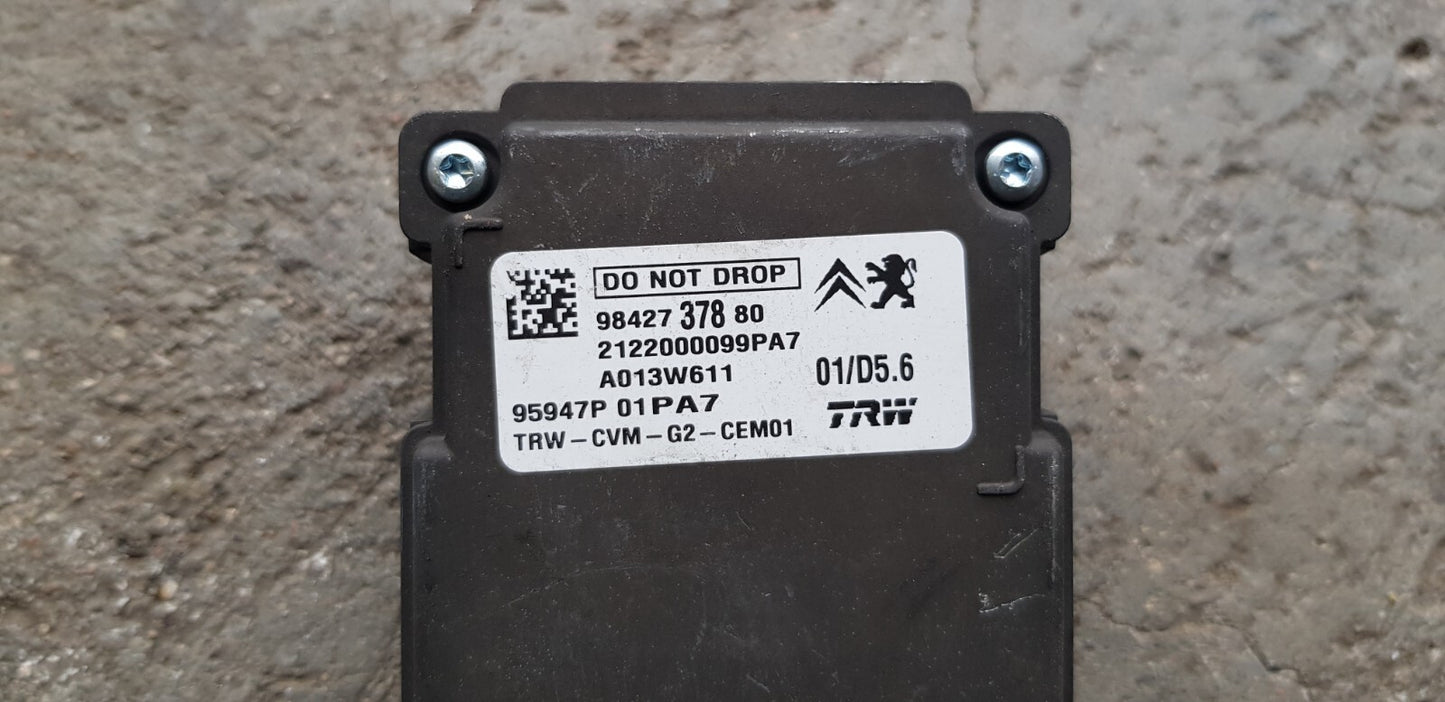 DO NOT DROP
98427 378 80
2122000099PA7
A013W611
01/D5.6
95947P 01PA7
TRW
TRW-CVM-G2-CEM01